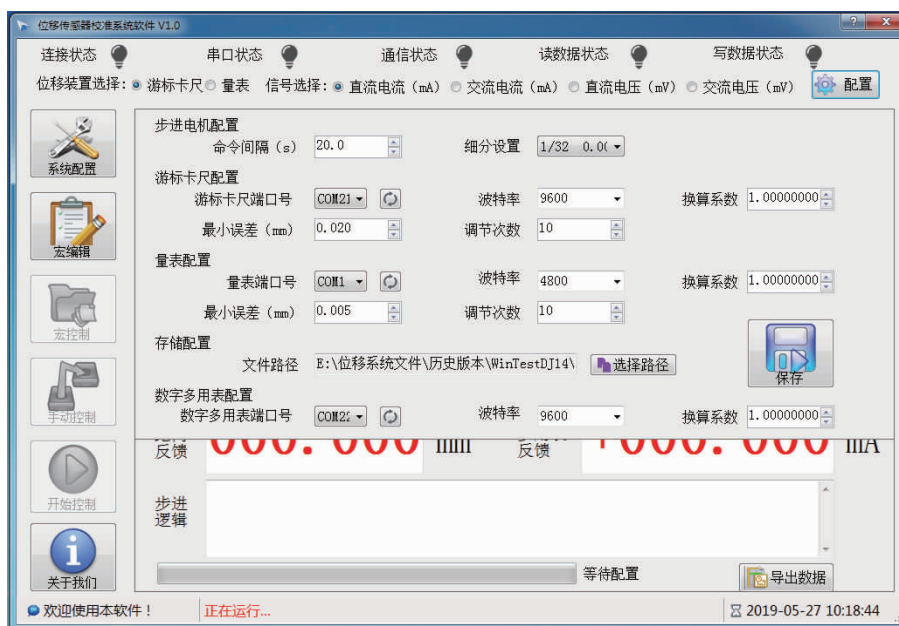 位移传感器校准系统软件 V1.0
连接状态 串口状态 通信状态 读数据状态 写数据状态
位移装置选择: 游标卡尺 量表 信号选择: 直流电流 (mA) 交流电流 (mA) 直流电压 (mV) 交流电压 (mV) 配置
系统配置
宏编辑
宏控制
手动控制
开始控制
关于我们
步进电机配置
命令间隔 (s) 20.0 细分设置 1/32 0.0(
游标卡尺配置
游标卡尺端口号 COM21 波特率 9600 换算系数 1.00000000
最小误差 (mm) 0.020 调节次数 10
量表配置
量表端口号 COM1 波特率 4800 换算系数 1.00000000
最小误差 (mm) 0.005 调节次数 10
存储配置
文件路径 E:\位移系统文件\历史版本\WinTestDJ14\ 选择路径
保存
数字多用表配置
数字多用表端口号 COM22 波特率 9600 换算系数 1.00000000
反馈 000.000 mm 反馈 +000.000 mA
步进
逻辑
等待配置
导出数据
欢迎使用本软件！ 正在运行... 2019-05-27 10:18:44